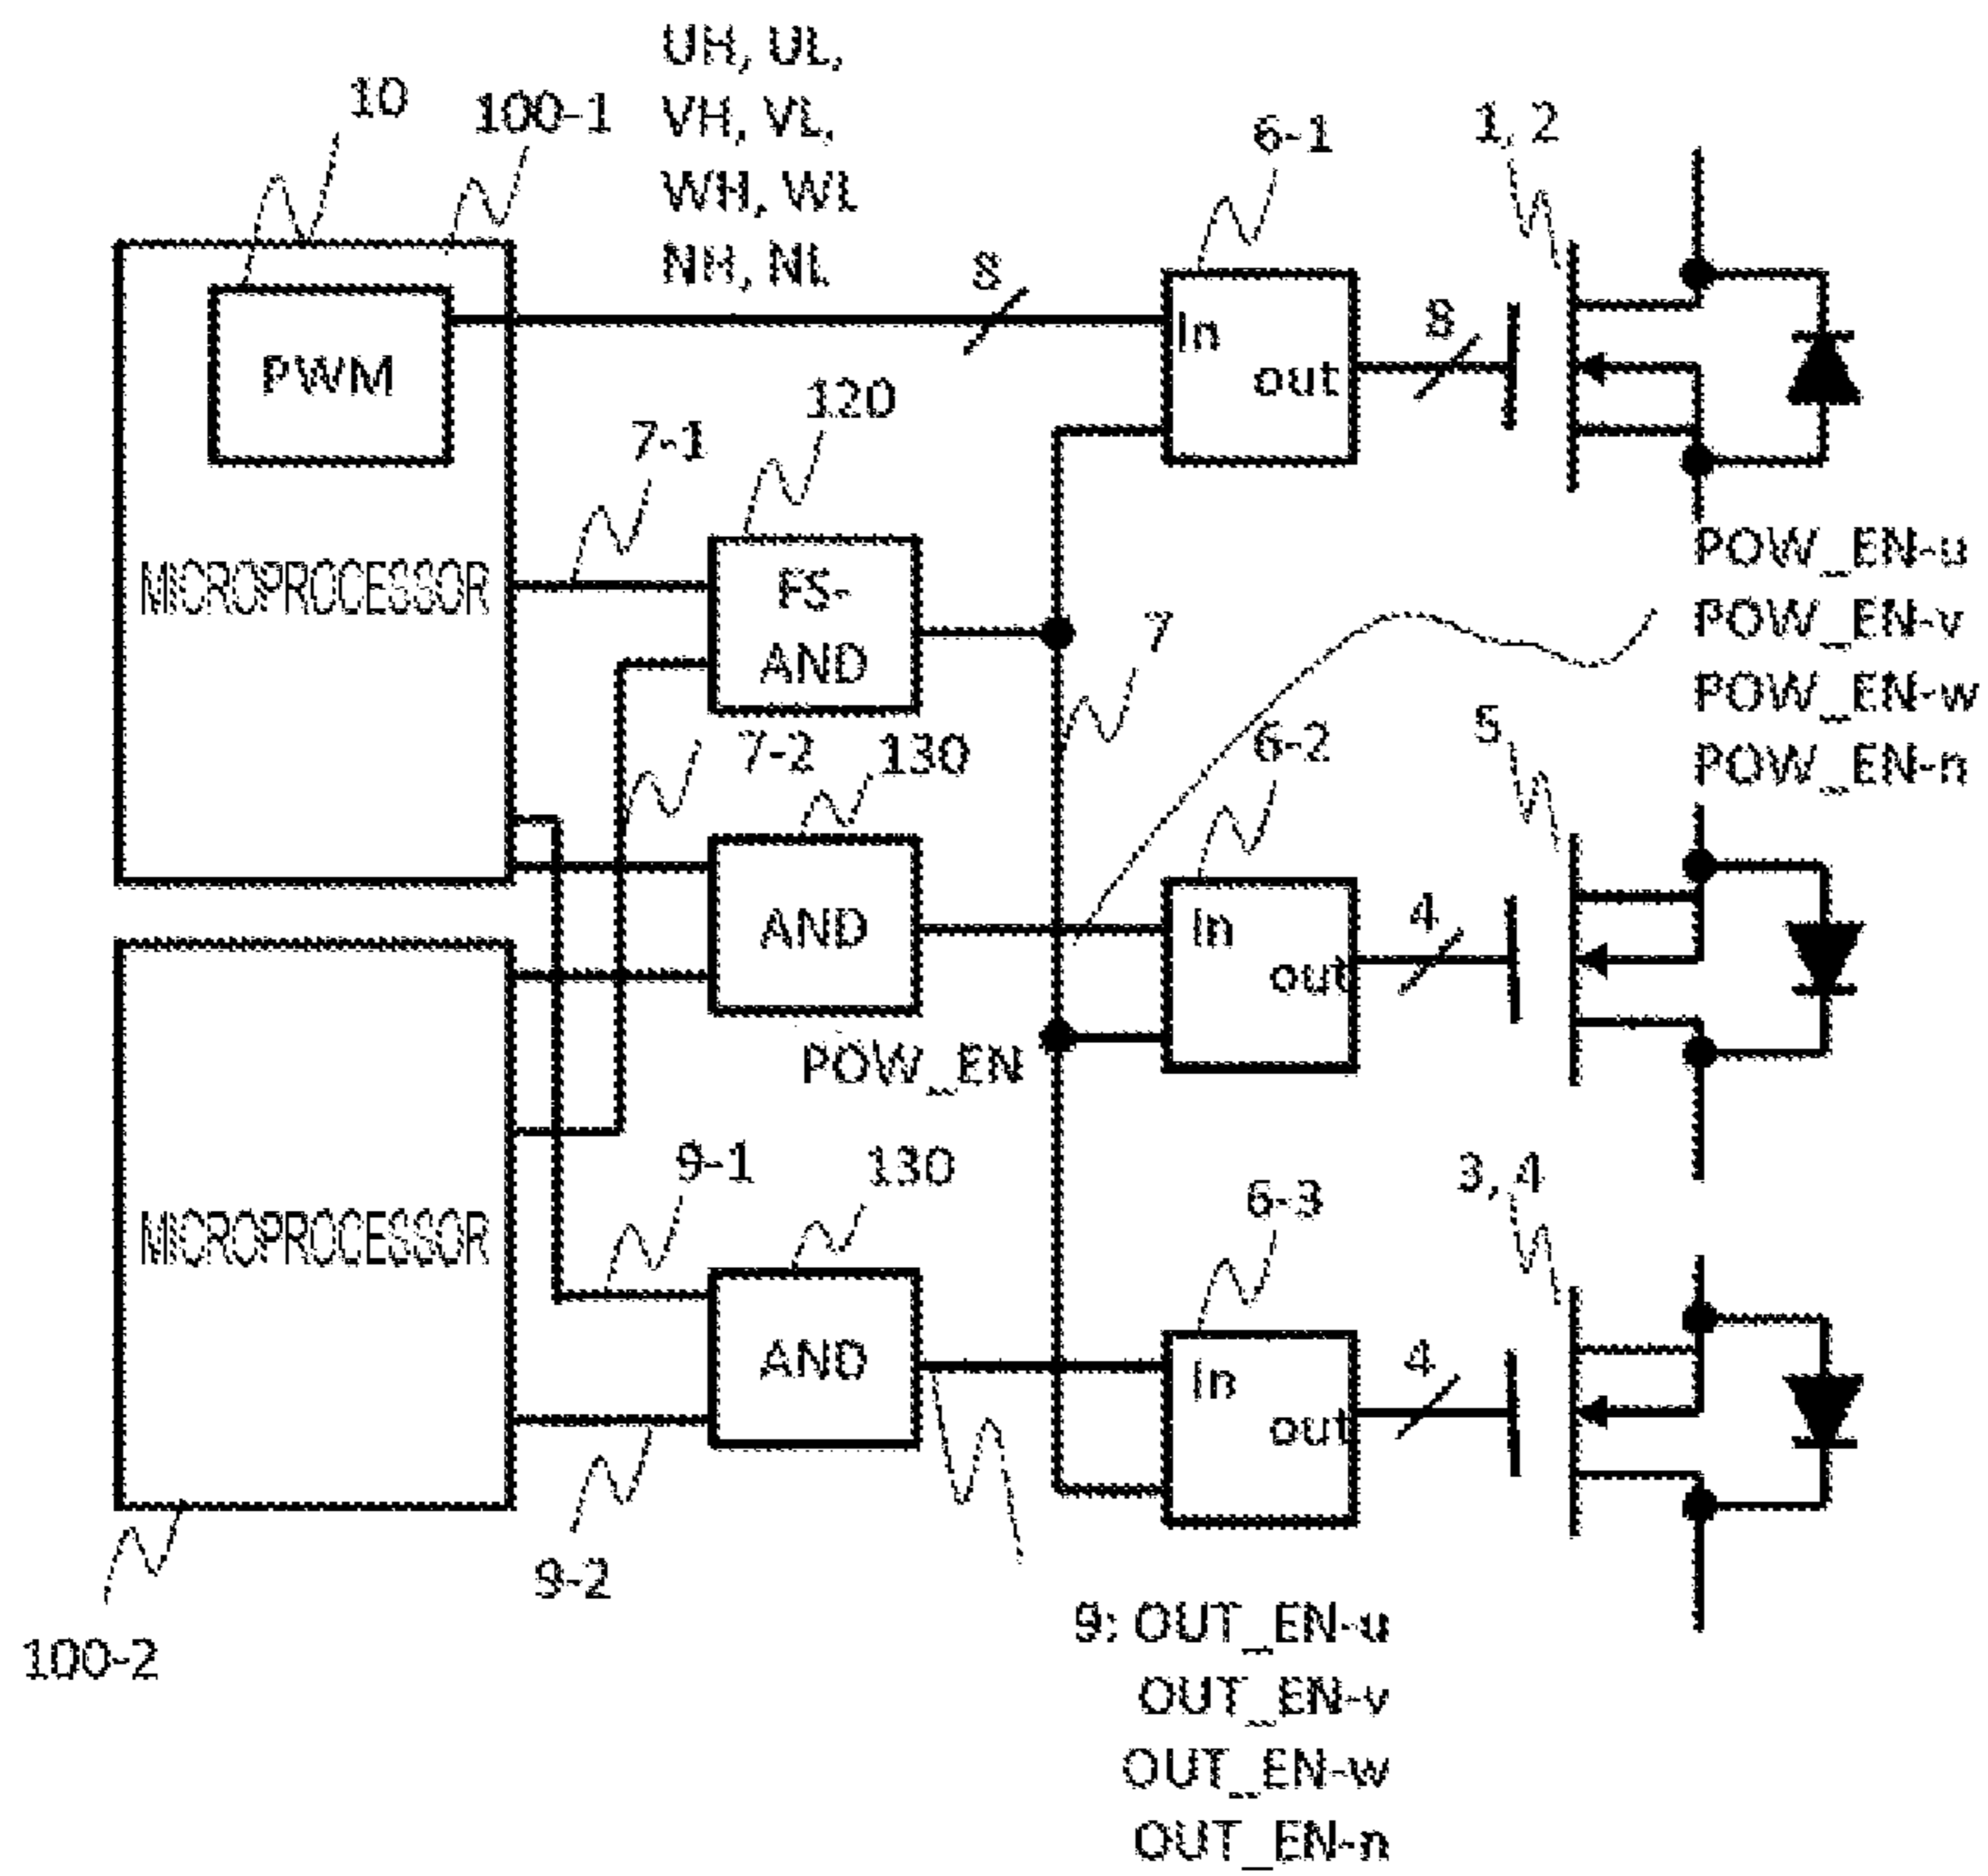 UH, UL,
VH, VL,
WH, WL
NH, NL
10
100-1
6-1
1, 2
8
8
In
out
PWM
120
7-1
MICROPROCESSOR
FS-
AND
7
POW_EN-u
POW_EN-v
POW_EN-w
POW_EN-n
7-2
130
6-2
5
AND
In
out
4
POW_EN
9-1
130
6-3
3, 4
MICROPROCESSOR
AND
In
out
4
9-2
100-2
9; OUT_EN-u
OUT_EN-v
OUT_EN-w
OUT_EN-n